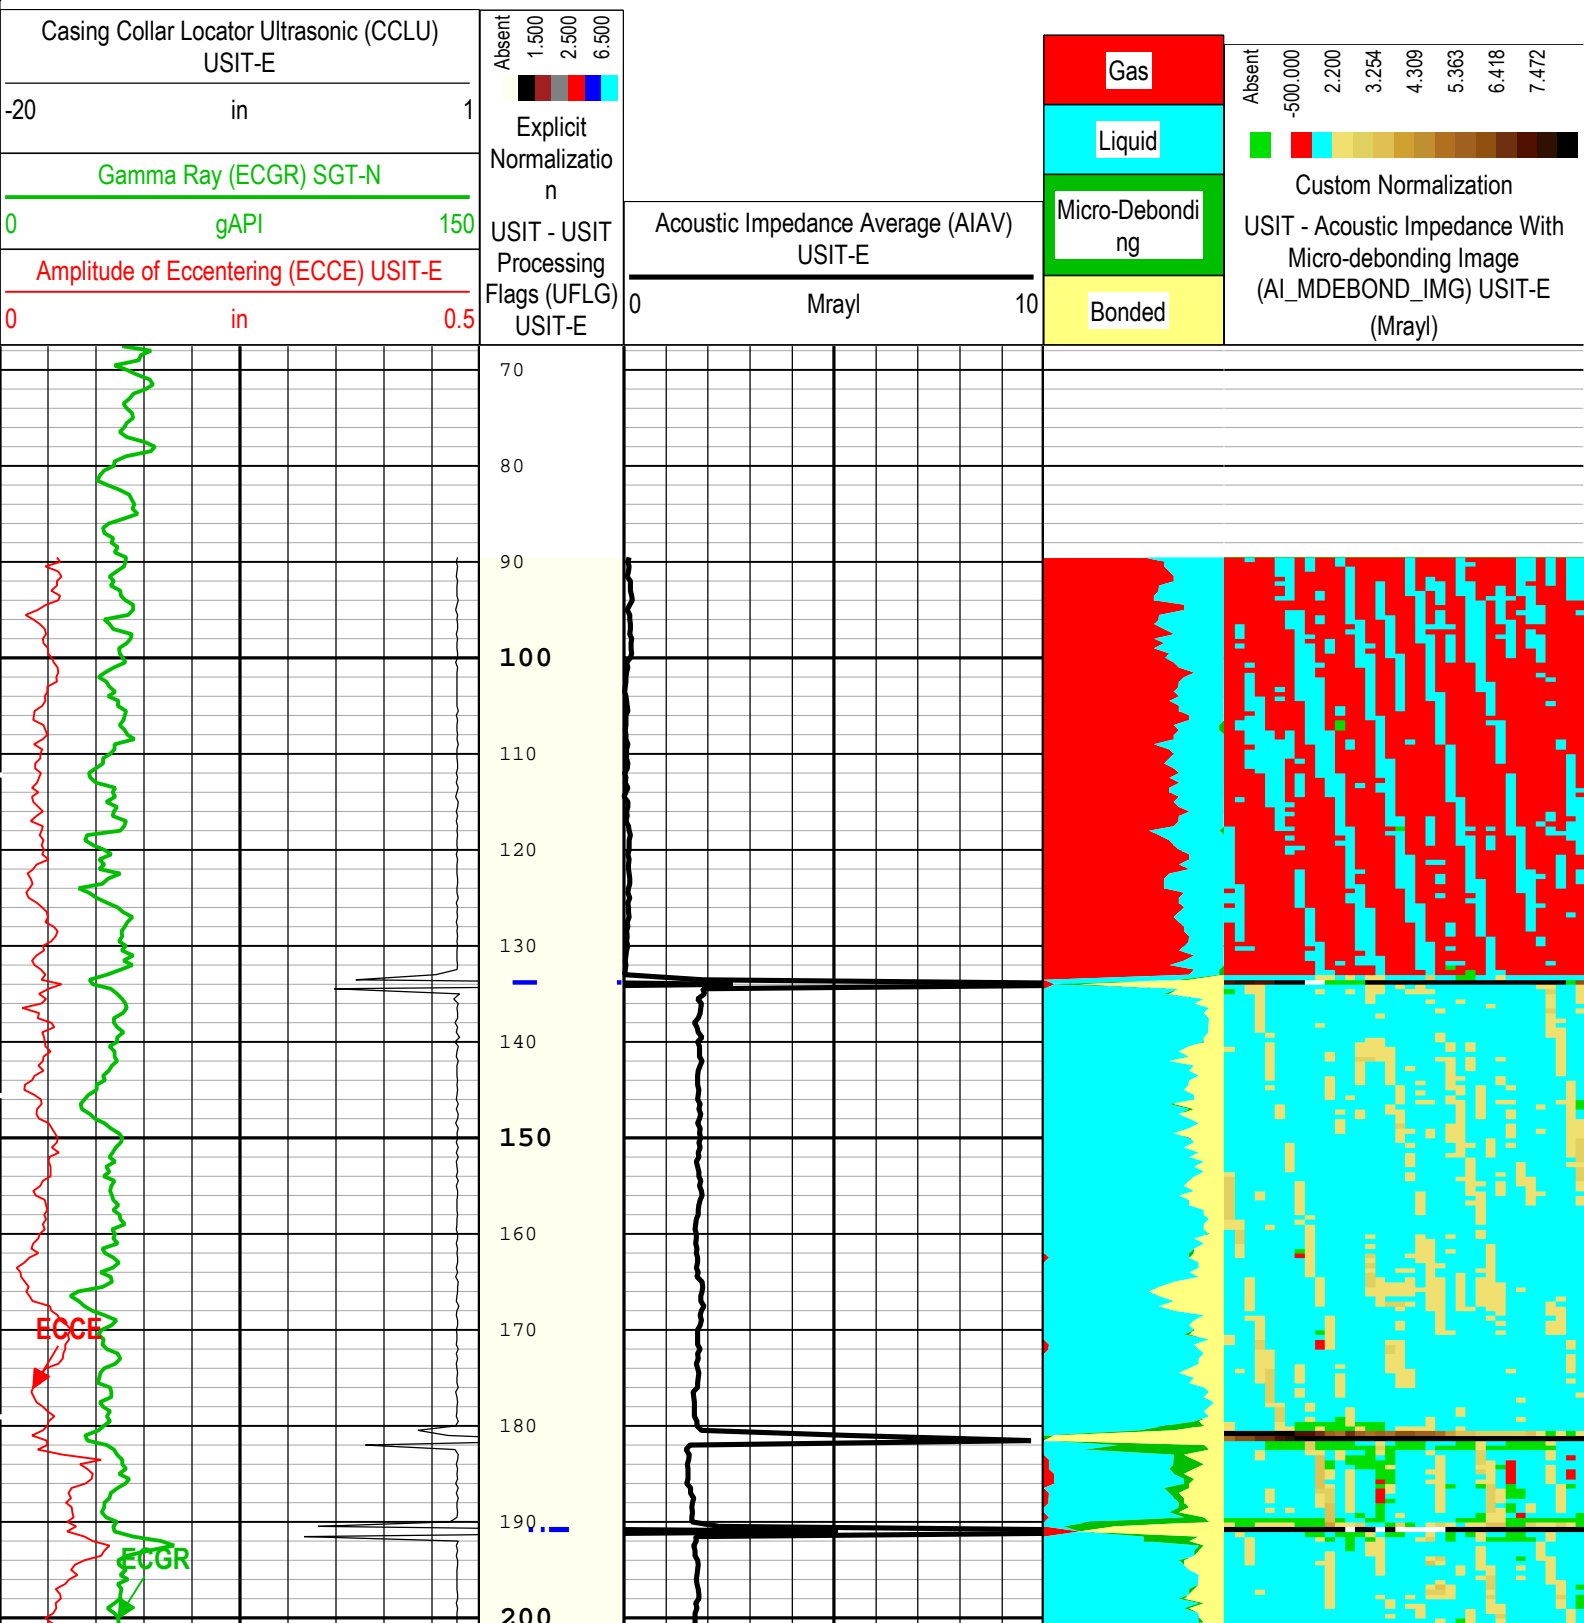 Casing Collar Locator Ultrasonic (CCLU)
USIT-E
-20 in 1
Gamma Ray (ECGR) SGT-N
0 gAPI 150
Amplitude of Eccentering (ECCE) USIT-E
0 in 0.5
Absent
1.500
2.500
6.500
Explicit
Normalizatio
n
USIT - USIT
Processing
Flags (UFLG)
USIT-E
Acoustic Impedance Average (AIAV)
USIT-E
0 Mrayl 10
Gas
Liquid
Micro-Debondi
ng
Bonded
Absent
-500.000
2.200
3.254
4.309
5.363
6.418
7.472
Custom Normalization
USIT - Acoustic Impedance With
Micro-debonding Image
(AI_MDEBOND_IMG) USIT-E
(Mrayl)
70
80
90
100
110
120
130
140
150
160
170
ECCE
180
190
ECGR
200